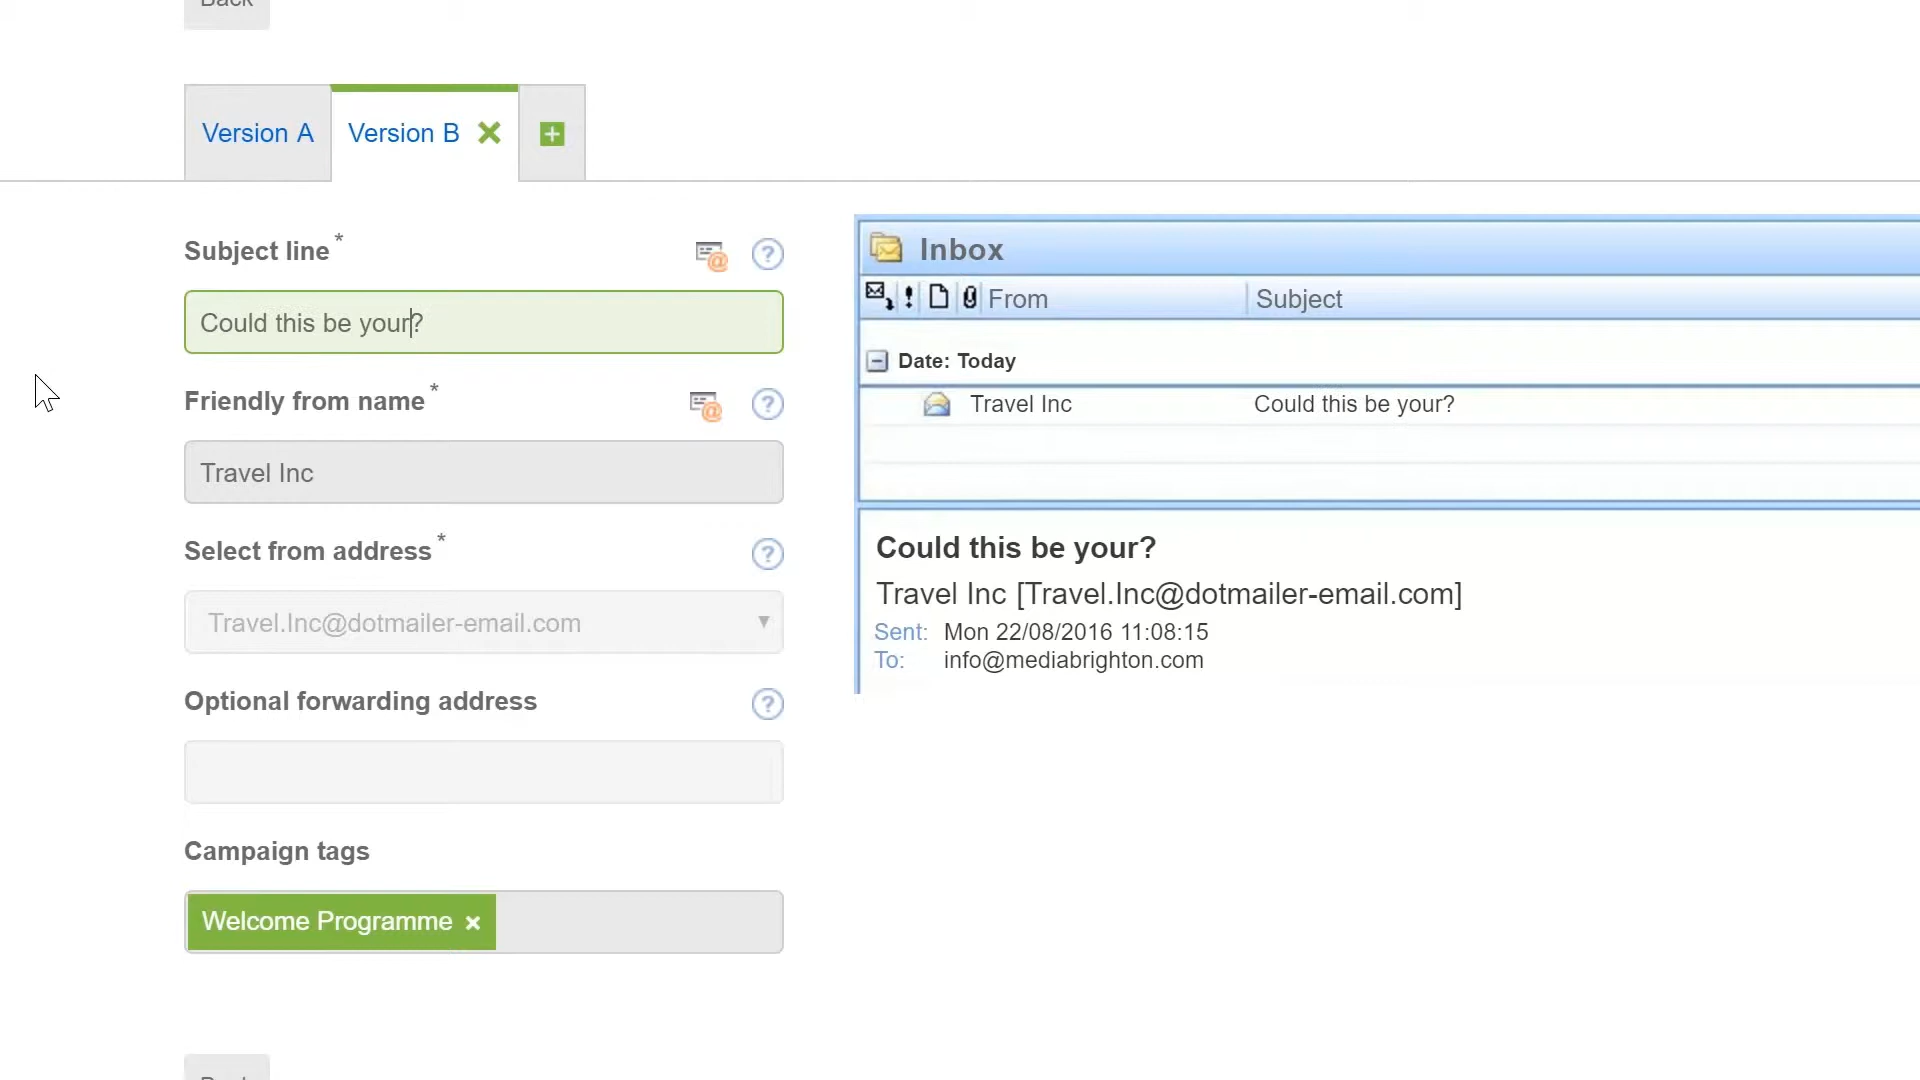 Back
Version A
Version B
Subject line *
Could this be your?
Friendly from name *
Travel Inc
Select from address *
Travel.Inc@dotmailer-email.com
Optional forwarding address
Campaign tags
Welcome Programme ×
Inbox
From
Subject
Date: Today
Travel Inc
Could this be your?
Could this be your?
Travel Inc [Travel.Inc@dotmailer-email.com]
Sent: Mon 22/08/2016 11:08:15
To: info@mediabrighton.com